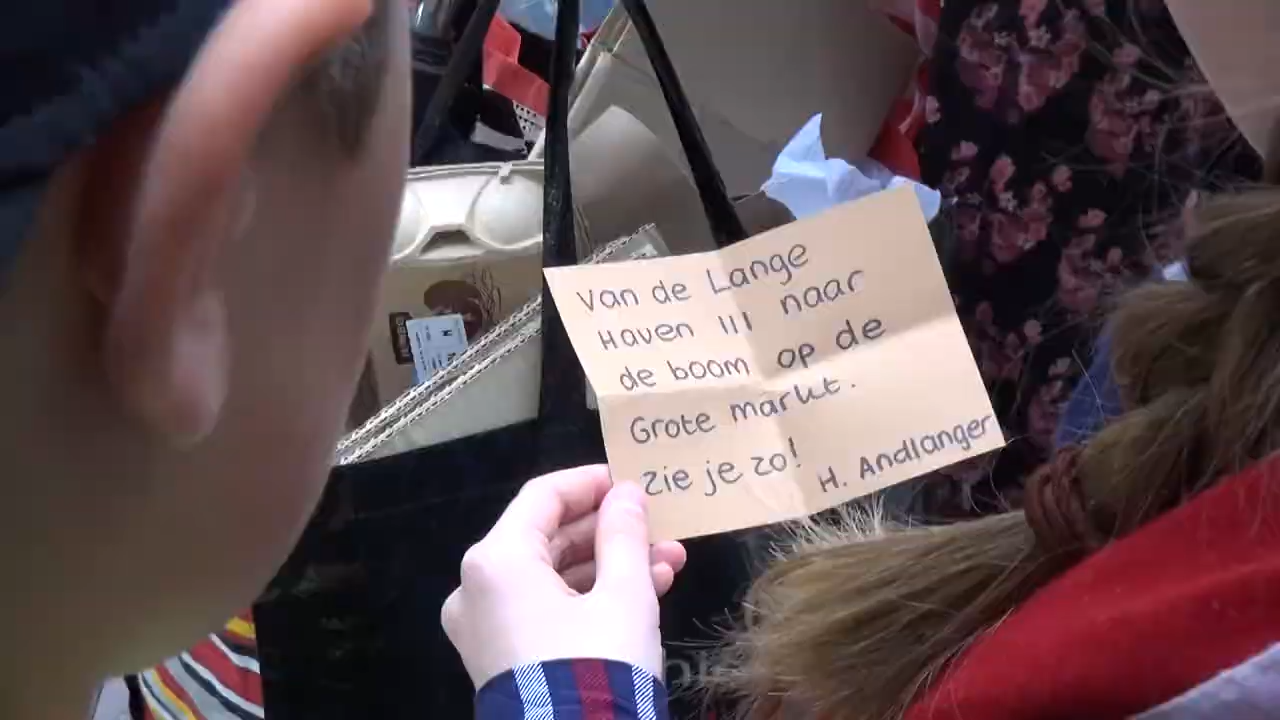 Van de Lange
Haven 111 naar
de boom op de
Grote markt.
zie je zo!
H. Andlanger